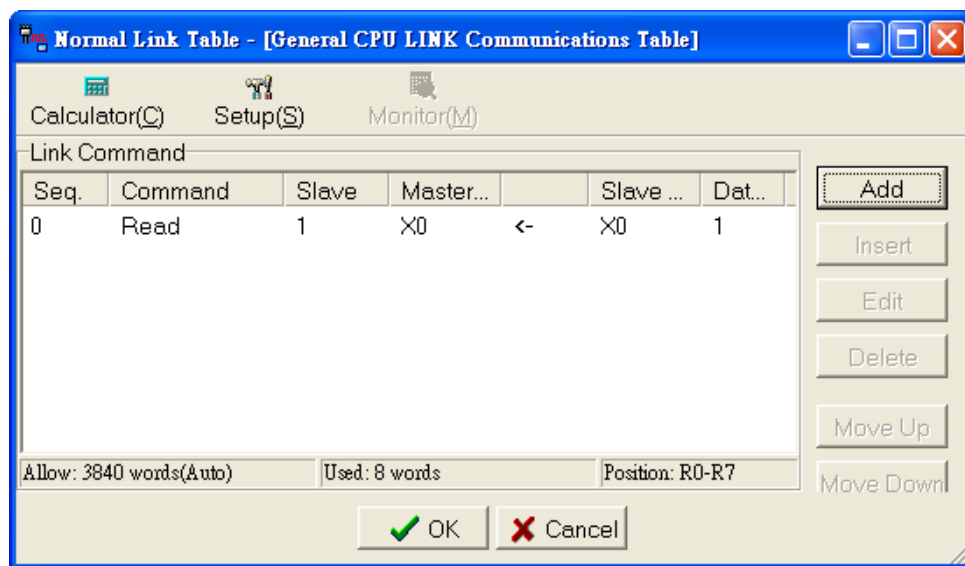 Normal Link Table - [General CPU LINK Communications Table]
Calculator(C) Setup(S) Monitor(M)
Link Command
Seq. Command Slave Master... Slave ... Dat...
0 Read 1 X0 <- X0 1
Add
Insert
Edit
Delete
Move Up
Move Down
Allow: 3840 words(Auto) Used: 8 words Position: R0-R7
OK Cancel